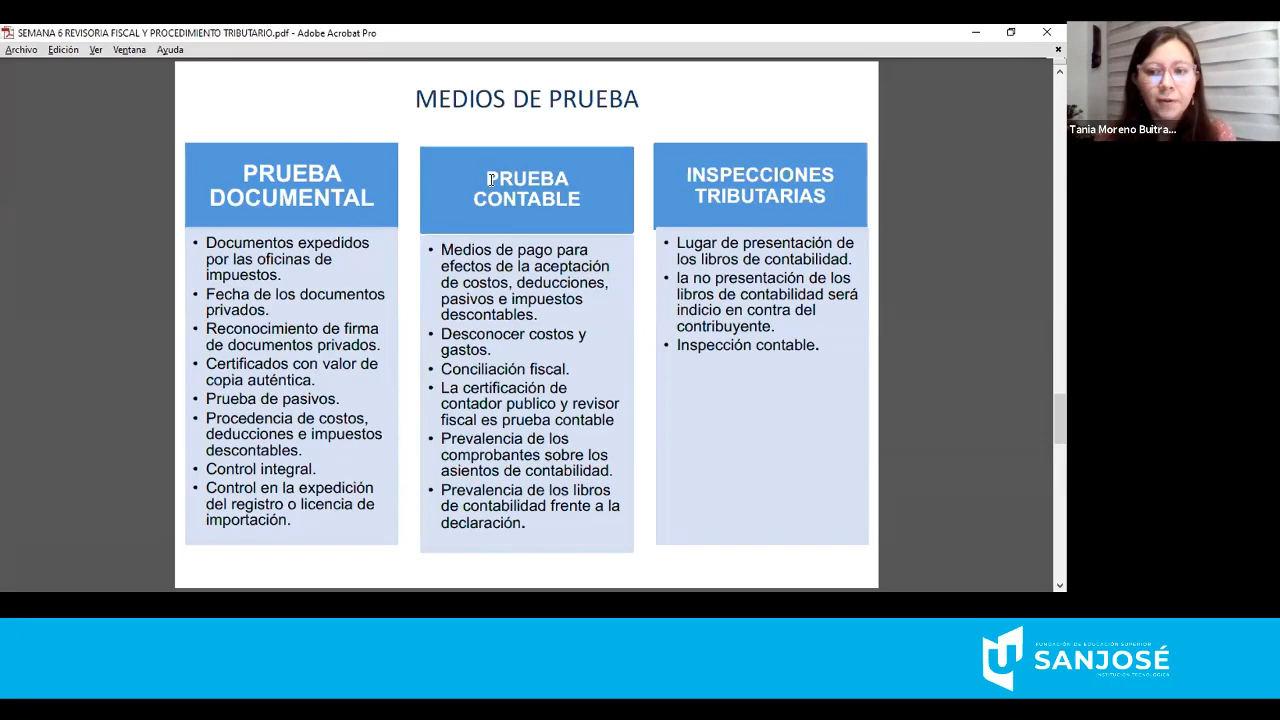 SEMANA 6 REVISORIA FISCAL Y PROCEDIMIENTO TRIBUTARIO.pdf - Adobe Acrobat Pro
Archivo Edición Ver Ventana Ayuda
MEDIOS DE PRUEBA
PRUEBA
DOCUMENTAL
• Documentos expedidos
por las oficinas de
impuestos.
• Fecha de los documentos
privados.
• Reconocimiento de firma
de documentos privados.
• Certificados con valor de
copia auténtica.
• Prueba de pasivos.
• Procedencia de costos,
deducciones e impuestos
descontables.
• Control integral.
• Control en la expedición
del registro o licencia de
importación.
PRUEBA
CONTABLE
• Medios de pago para
efectos de la aceptación
de costos, deducciones,
pasivos e impuestos
descontables.
• Desconocer costos y
gastos.
• Conciliación fiscal.
• La certificación de
contador publico y revisor
fiscal es prueba contable
• Prevalencia de los
comprobantes sobre los
asientos de contabilidad.
• Prevalencia de los libros
de contabilidad frente a la
declaración.
INSPECCIONES
TRIBUTARIAS
• Lugar de presentación de
los libros de contabilidad.
• la no presentación de los
libros de contabilidad será
indicio en contra del
contribuyente.
• Inspección contable.
Tania Moreno Buitra...
FUNDACIÓN DE EDUCACIÓN SUPERIOR
SANJOSÉ
INSTITUCIÓN TECNOLÓGICA